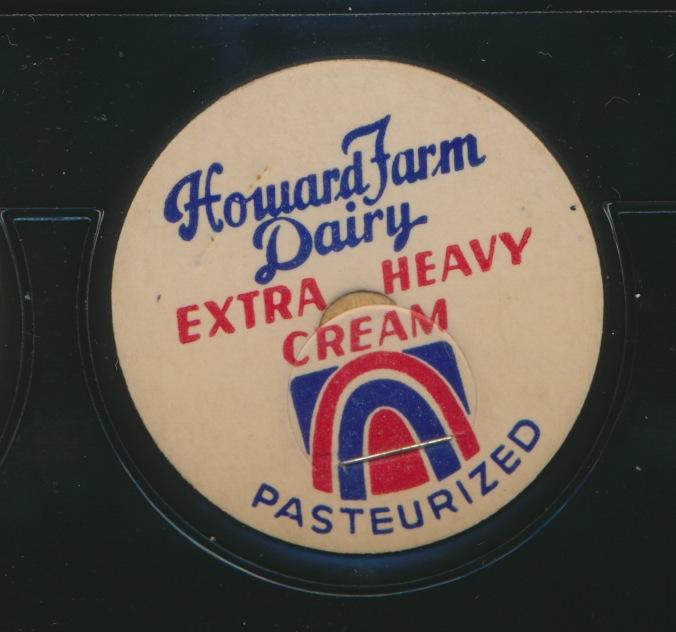 Howard Farm
Dairy
EXTRA HEAVY
CREAM
PASTEURIZED